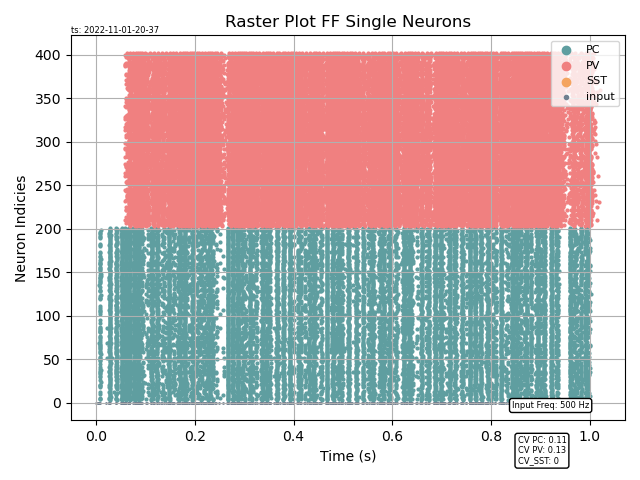 Raster Plot FF Single Neurons
ts: 2022-11-01-20-37
PC
PV
SST
input
400
350
300
250
200
150
100
50
0
Neuron Indicies
Input Freq: 500 Hz
0.0 0.2 0.4 0.6 0.8 1.0
Time (s)
CV PC: 0.11
CV PV: 0.13
CV_SST: 0